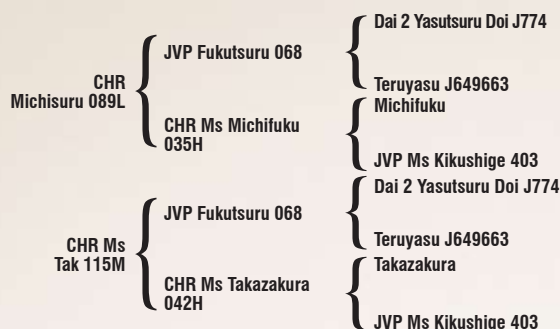 Dai 2 Yasutsuru Doi J774
JVP Fukutsuru 068
Teruyasu J649663
CHR
Michisuru 089L
Michifuku
CHR Ms Michifuku
035H
JVP Ms Kikushige 403
Dai 2 Yasutsuru Doi J774
JVP Fukutsuru 068
Teruyasu J649663
CHR Ms
Tak 115M
Takazakura
CHR Ms Takazakura
042H
JVP Ms Kikushige 403